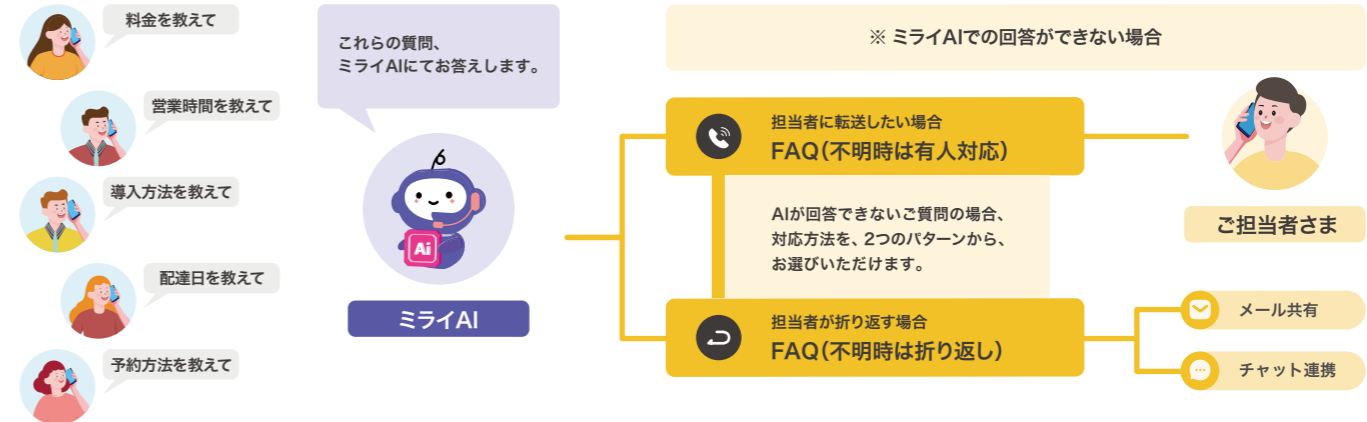 料金を教えて
営業時間を教えて
導入方法を教えて
配達日を教えて
予約方法を教えて
これらの質問、
ミライAIにてお答えします。
Ai
ミライAI
※ ミライAIでの回答ができない場合
担当者に転送したい場合
FAQ(不明時は有人対応)
AIが回答できないご質問の場合、
対応方法を、2つのパターンから、
お選びいただけます。
担当者が折り返す場合
FAQ(不明時は折り返し)
ご担当者さま
メール共有
チャット連携